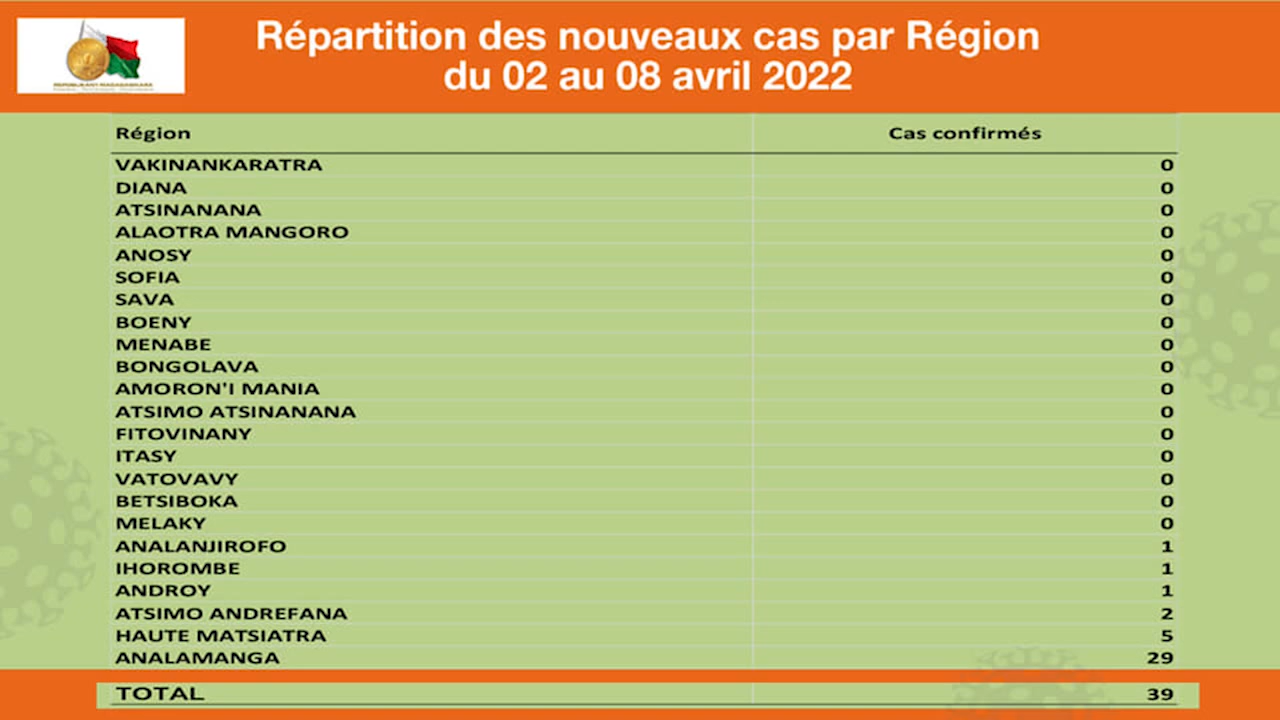 Répartition des nouveaux cas par Région
du 02 au 08 avril 2022
Région Cas confirmés
VAKINANKARATRA 0
DIANA 0
ATSINANANA 0
ALAOTRA MANGORO 0
ANOSY 0
SOFIA 0
SAVA 0
BOENY 0
MENABE 0
BONGOLAVA 0
AMORON'I MANIA 0
ATSIMO ATSINANANA 0
FITOVINANY 0
ITASY 0
VATOVAVY 0
BETSIBOKA 0
MELAKY 0
ANALANJIROFO 1
IHOROMBE 1
ANDROY 1
ATSIMO ANDREFANA 2
HAUTE MATSIATRA 5
ANALAMANGA 29
TOTAL 39